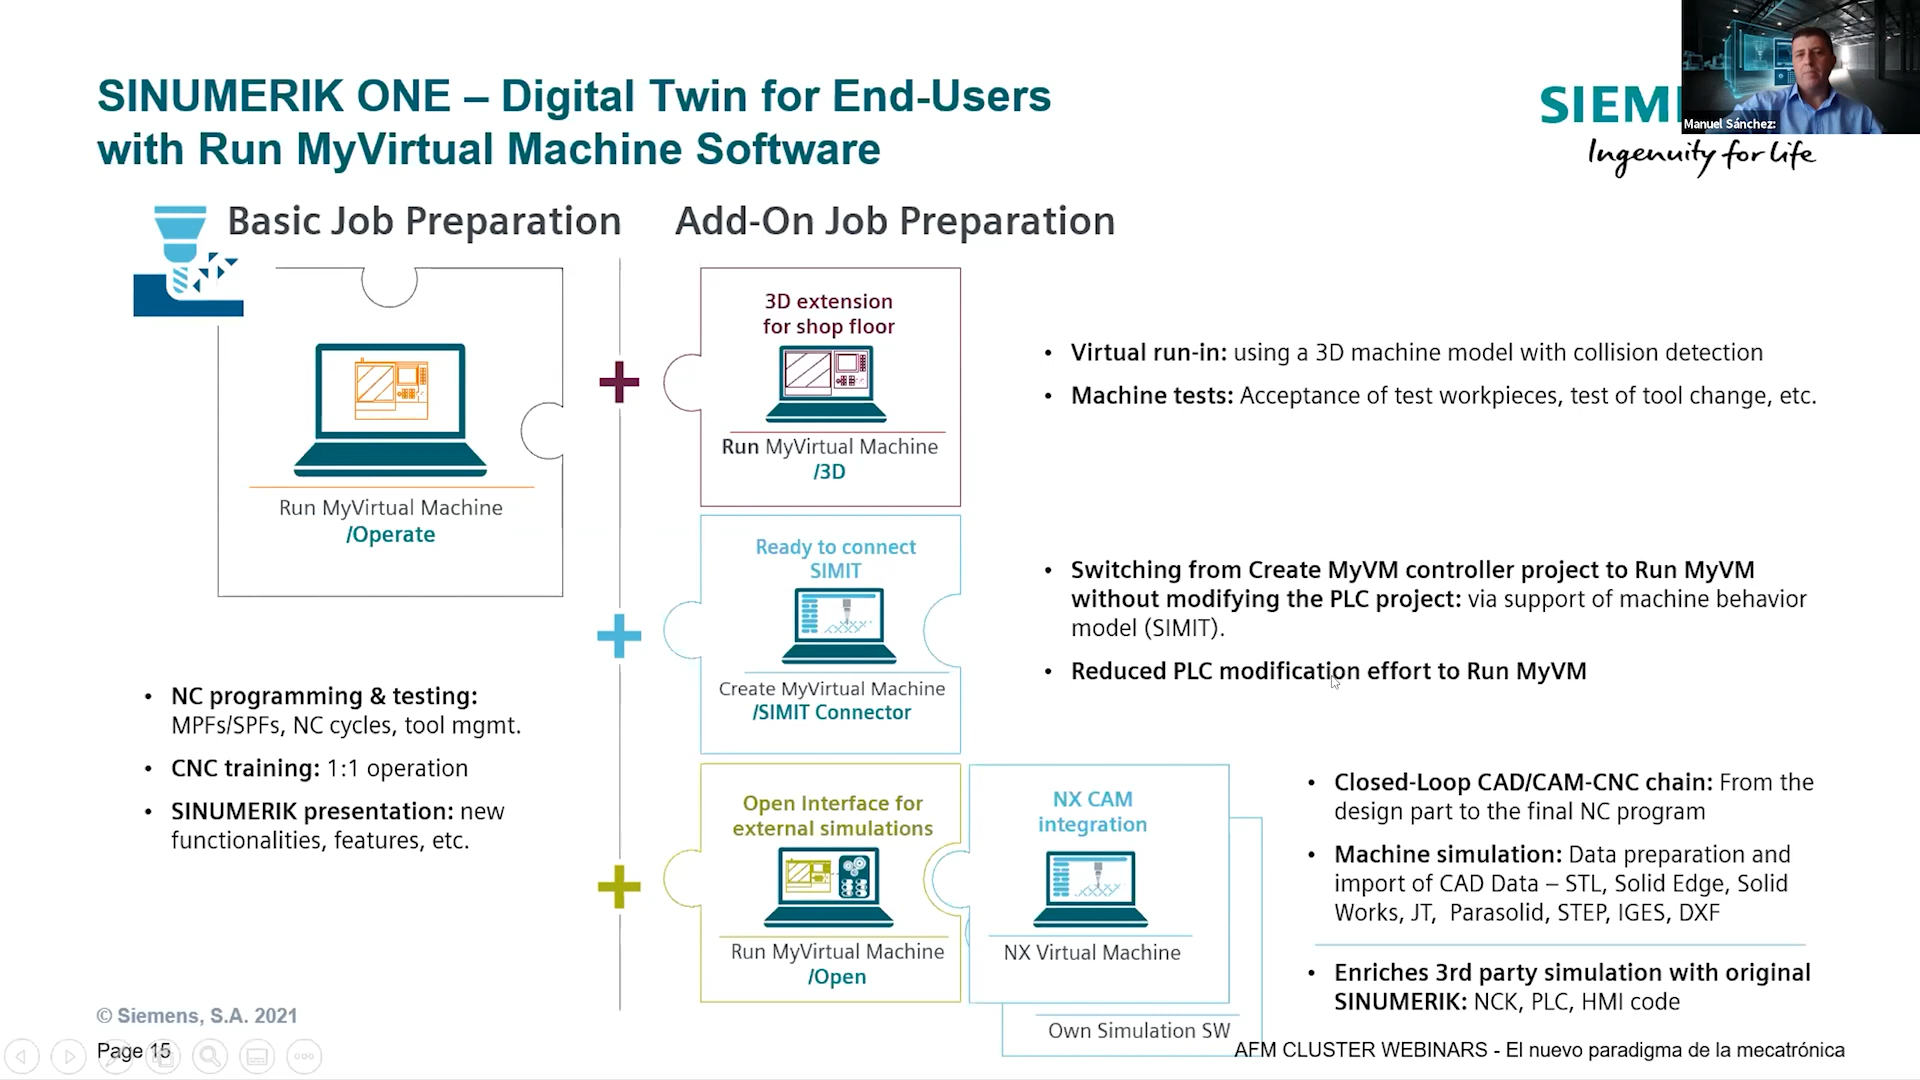 SINUMERIK ONE – Digital Twin for End-Users
with Run MyVirtual Machine Software
Ingenuity for life
Manuel Sánchez:
Basic Job Preparation
Add-On Job Preparation
Run MyVirtual Machine
/Operate
• NC programming & testing:
MPFs/SPFs, NC cycles, tool mgmt.
• CNC training: 1:1 operation
• SINUMERIK presentation: new
functionalities, features, etc.
3D extension
for shop floor
Run MyVirtual Machine
/3D
• Virtual run-in: using a 3D machine model with collision detection
• Machine tests: Acceptance of test workpieces, test of tool change, etc.
Ready to connect
SIMIT
Create MyVirtual Machine
/SIMIT Connector
• Switching from Create MyVM controller project to Run MyVM
without modifying the PLC project: via support of machine behavior
model (SIMIT).
• Reduced PLC modification effort to Run MyVM
Open Interface for
external simulations
Run MyVirtual Machine
/Open
NX CAM
integration
NX Virtual Machine
Own Simulation SW
• Closed-Loop CAD/CAM-CNC chain: From the
design part to the final NC program
• Machine simulation: Data preparation and
import of CAD Data – STL, Solid Edge, Solid
Works, JT, Parasolid, STEP, IGES, DXF
• Enriches 3rd party simulation with original
SINUMERIK: NCK, PLC, HMI code
© Siemens, S.A. 2021
Page 15
AFM CLUSTER WEBINARS - El nuevo paradigma de la mecatrónica